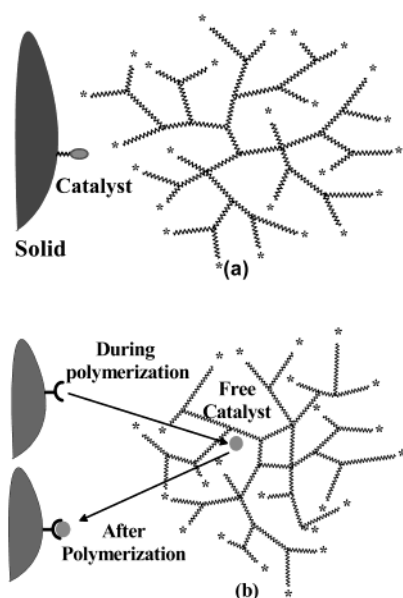 Catalyst
Solid
(a)
During
polymerization
Free
Catalyst
After
Polymerization
(b)